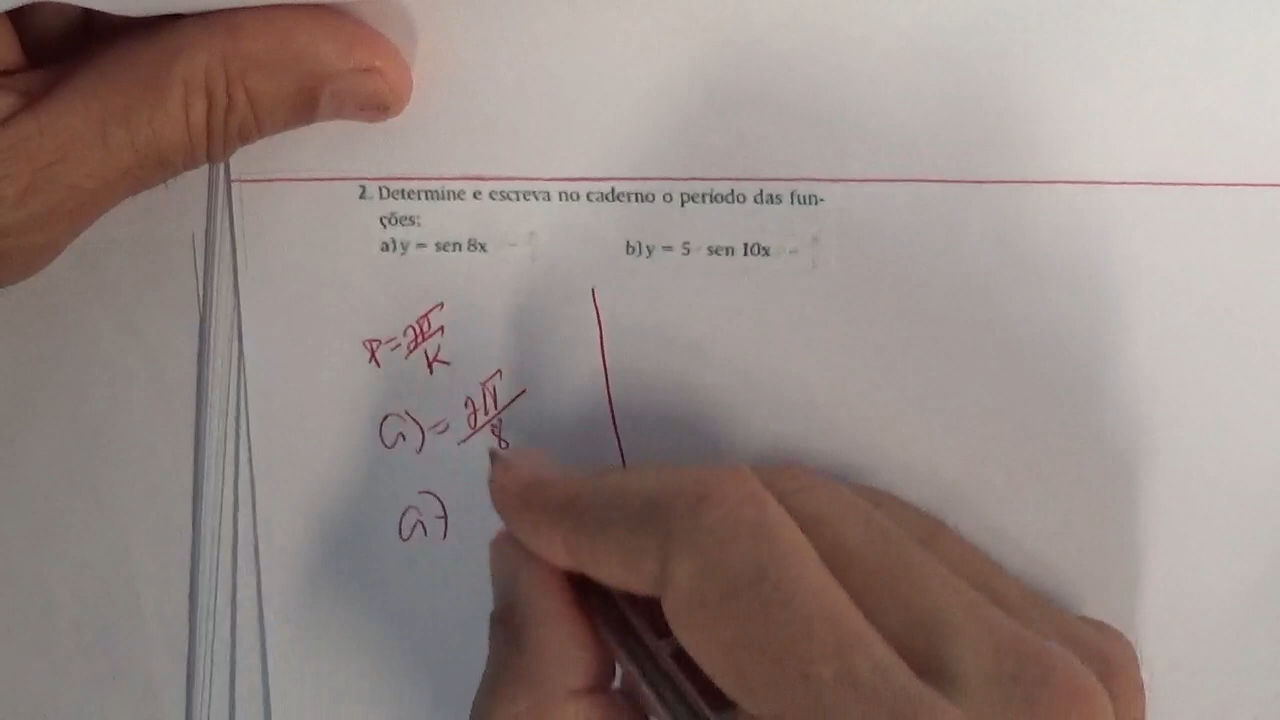 2. Determine e escreva no caderno o período das fun-
ções:
a) y = sen 8x b) y = 5 · sen 10x
P = 2π/K
a) = 2π/8
a)